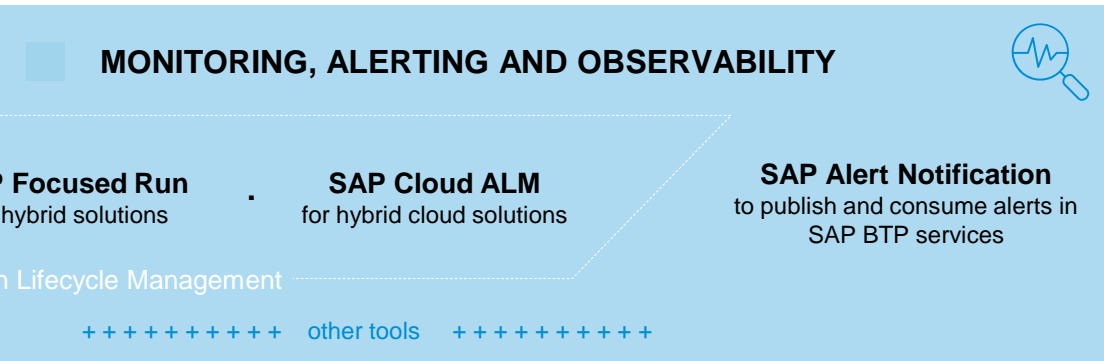 MONITORING, ALERTING AND OBSERVABILITY
P Focused Run
hybrid solutions
.
SAP Cloud ALM
for hybrid cloud solutions
SAP Alert Notification
to publish and consume alerts in
SAP BTP services
n Lifecycle Management
+ + + + + + + + + + other tools + + + + + + + + + +